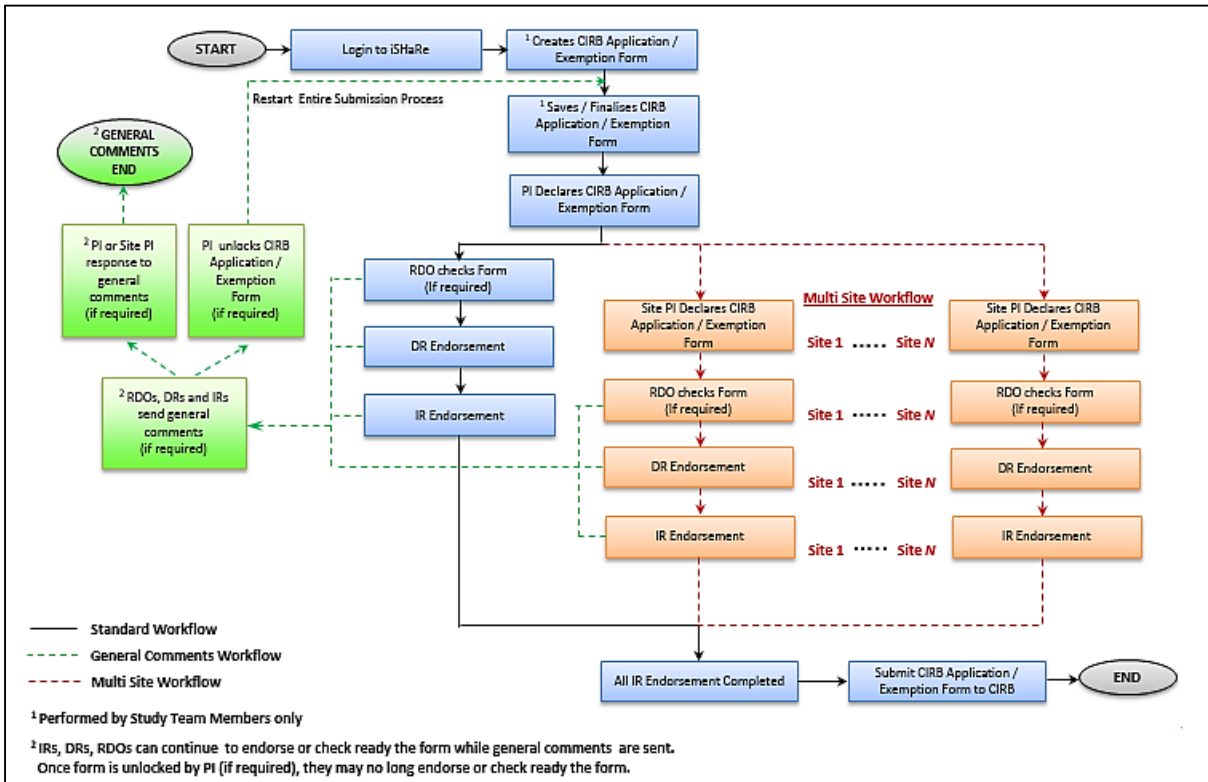 START
Login to iSHaRe
1 Creates CIRB Application /
Exemption Form
Restart Entire Submission Process
1 Saves / Finalises CIRB
Application / Exemption
Form
2 GENERAL
COMMENTS
END
PI Declares CIRB Application /
Exemption Form
2 PI or Site PI
response to
general
comments
(if required)
PI unlocks CIRB
Application /
Exemption
Form
(if required)
RDO checks Form
(If required)
Site PI Declares CIRB
Application / Exemption
Form
Multi Site Workflow
Site 1 ..... Site N
Site PI Declares CIRB
Application / Exemption
Form
DR Endorsement
2 RDOs, DRs and IRs
send general
comments
(if required)
IR Endorsement
RDO checks Form
(If required)
Site 1 ..... Site N
RDO checks Form
(If required)
DR Endorsement
Site 1 ..... Site N
DR Endorsement
IR Endorsement
Site 1 ..... Site N
IR Endorsement
Standard Workflow
General Comments Workflow
Multi Site Workflow
All IR Endorsement Completed
Submit CIRB Application /
Exemption Form to CIRB
END
1 Performed by Study Team Members only
2 IRs, DRs, RDOs can continue to endorse or check ready the form while general comments are sent.
Once form is unlocked by PI (if required), they may no long endorse or check ready the form.